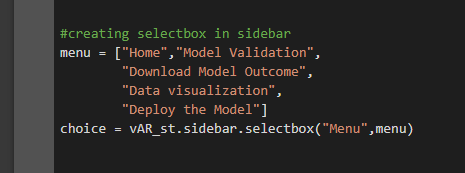 #creating selectbox in sidebar
menu = ["Home","Model Validation",
"Download Model Outcome",
"Data visualization",
"Deploy the Model"]
choice = vAR_st.sidebar.selectbox("Menu",menu)